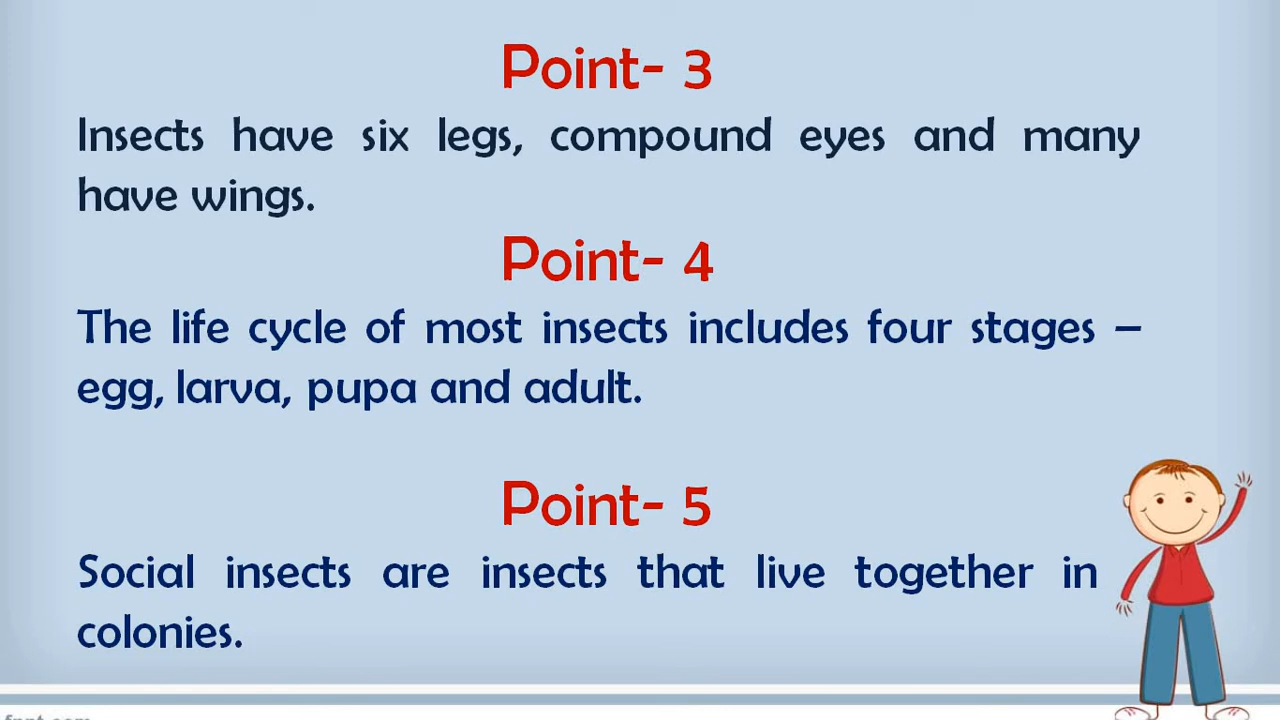 Point- 3
Insects have six legs, compound eyes and many
have wings.
Point- 4
The life cycle of most insects includes four stages –
egg, larva, pupa and adult.
Point- 5
Social insects are insects that live together in
colonies.